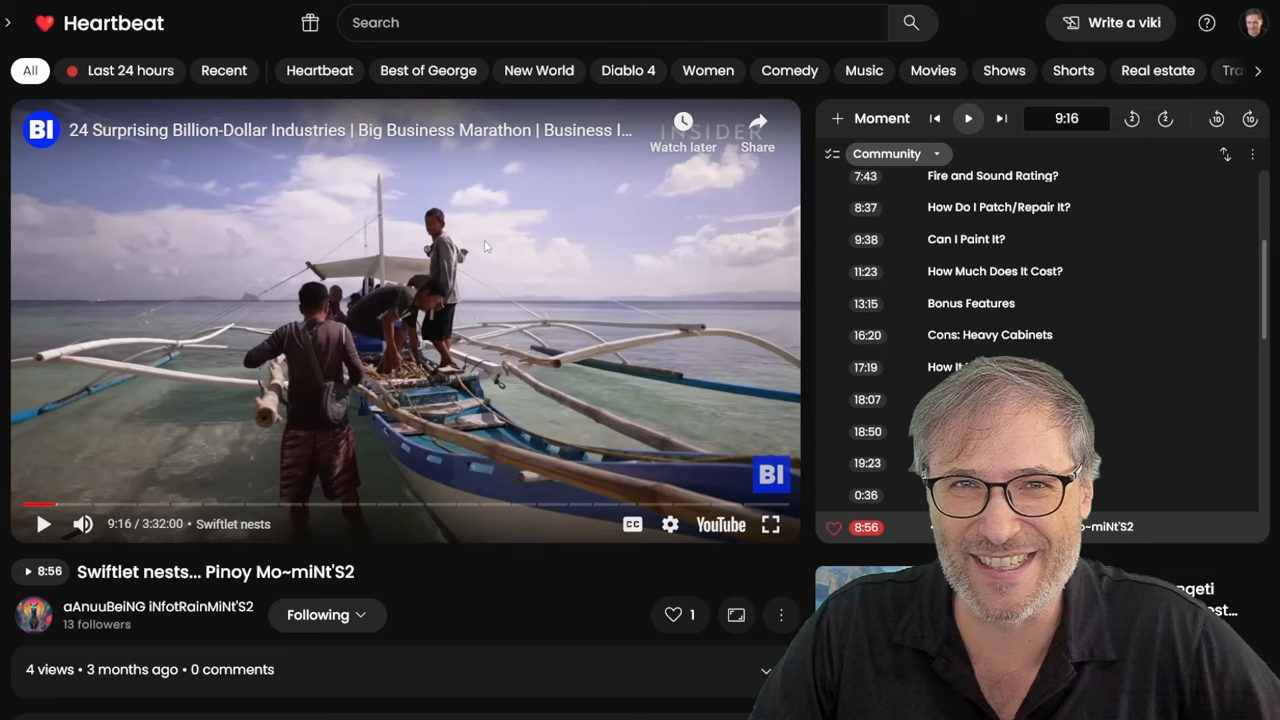 Heartbeat
Search
Write a viki
All
Last 24 hours
Recent
Heartbeat
Best of George
New World
Diablo 4
Women
Comedy
Music
Movies
Shows
Shorts
Real estate
BI
24 Surprising Billion-Dollar Industries | Big Business Marathon | Business I...
INSIDER
Watch later
Share
BI
9:16 / 3:32:00 • Swiftlet nests
CC
YouTube
Moment
9:16
Community
7:43 Fire and Sound Rating?
8:37 How Do I Patch/Repair It?
9:38 Can I Paint It?
11:23 How Much Does It Cost?
13:15 Bonus Features
16:20 Cons: Heavy Cabinets
17:19
18:07
18:50
19:23
0:36
8:56
8:56 Swiftlet nests... Pinoy Mo~miNt'S2
aAnuuBeiNG iNfotRainMiNt'S2
13 followers
Following
1
4 views • 3 months ago • 0 comments